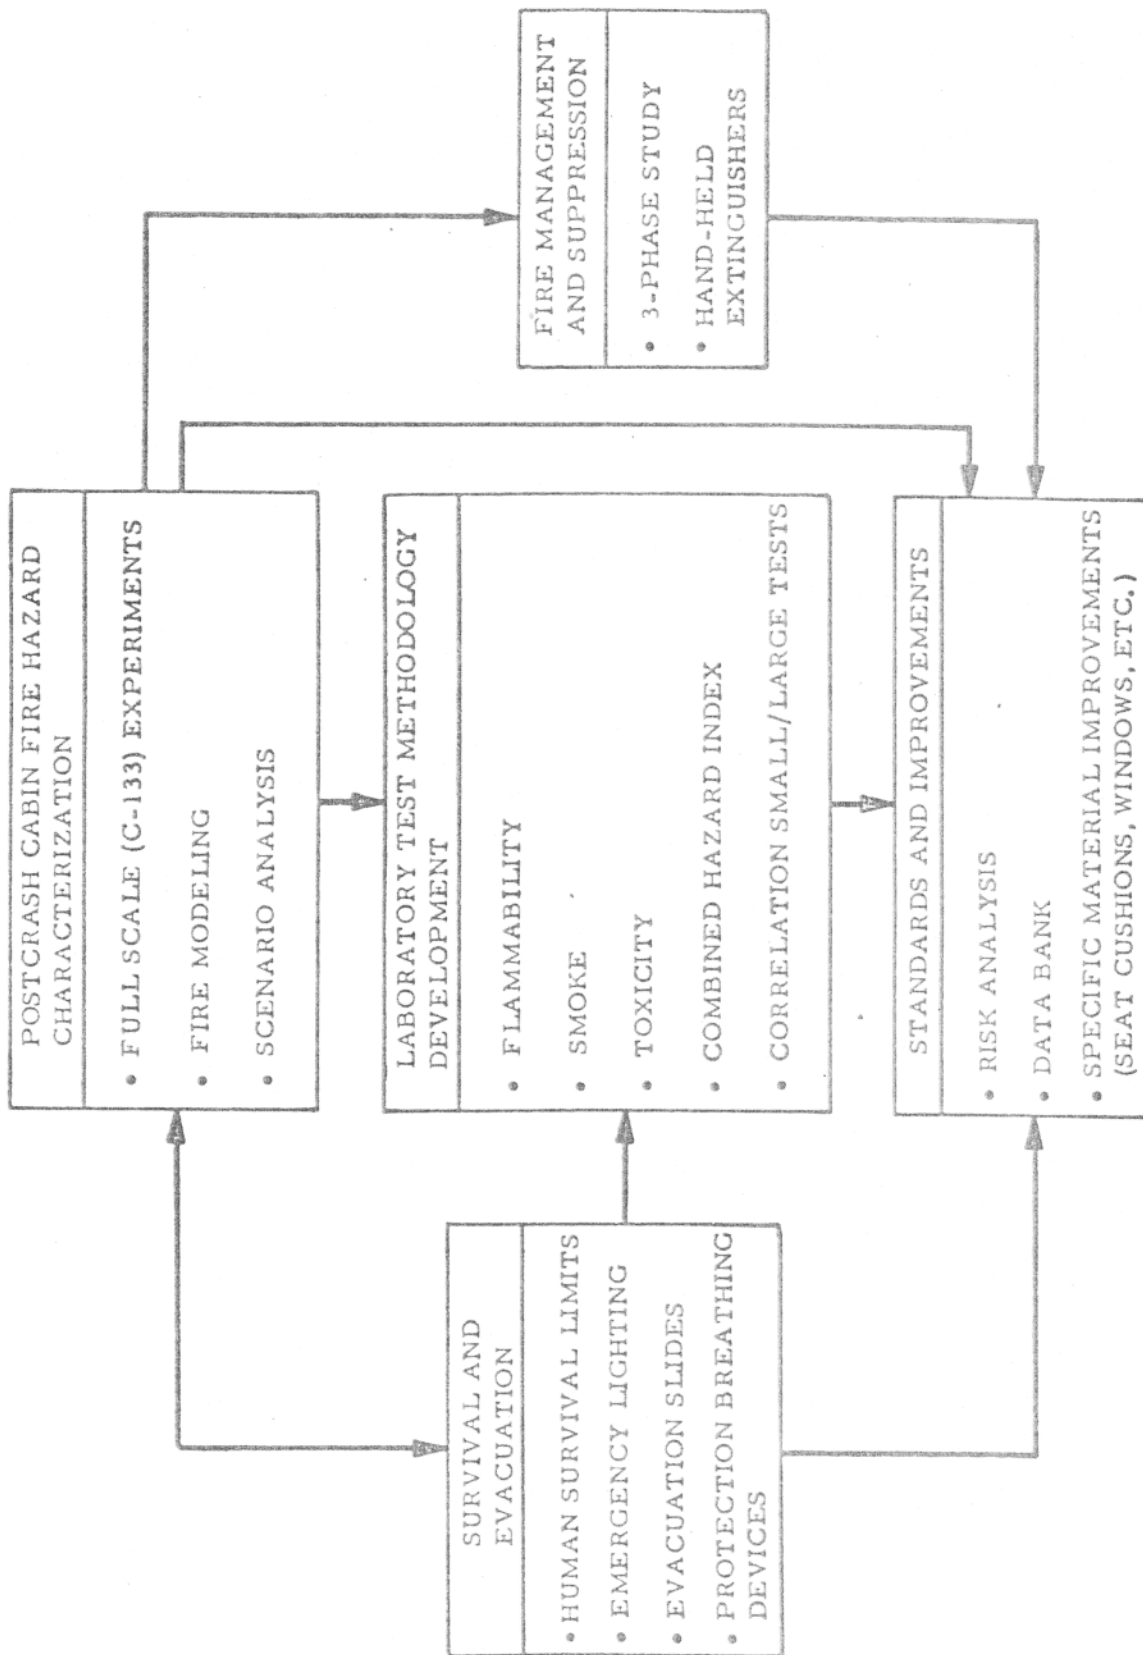 POSTCRASH CABIN FIRE HAZARD
CHARACTERIZATION
• FULL SCALE (C-133) EXPERIMENTS
• FIRE MODELING
• SCENARIO ANALYSIS
SURVIVAL AND
EVACUATION
• HUMAN SURVIVAL LIMITS
• EMERGENCY LIGHTING
• EVACUATION SLIDES
• PROTECTION BREATHING
DEVICES
LABORATORY TEST METHODOLOGY
DEVELOPMENT
• FLAMMABILITY
• SMOKE
• TOXICITY
• COMBINED HAZARD INDEX
• CORRELATION SMALL/LARGE TESTS
FIRE MANAGEMENT
AND SUPPRESSION
• 3-PHASE STUDY
• HAND-HELD
EXTINGUISHERS
STANDARDS AND IMPROVEMENTS
• RISK ANALYSIS
• DATA BANK
• SPECIFIC MATERIAL IMPROVEMENTS
(SEAT CUSHIONS, WINDOWS, ETC.)